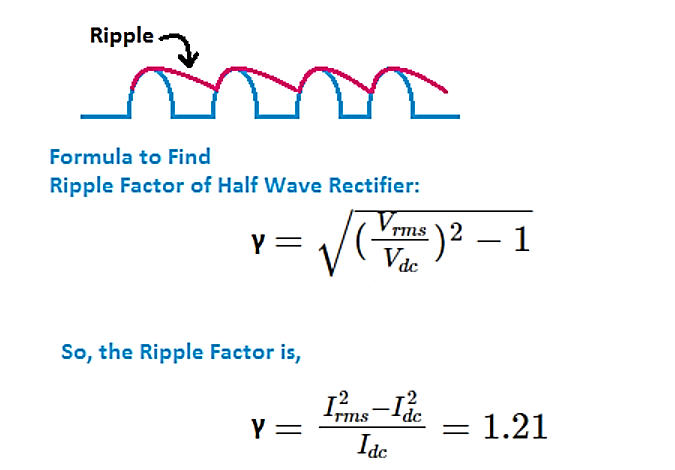 Ripple
Formula to Find
Ripple Factor of Half Wave Rectifier:
γ = √((V_rms / V_dc)² − 1)
So, the Ripple Factor is,
γ = (I²_rms − I²_dc) / I_dc = 1.21